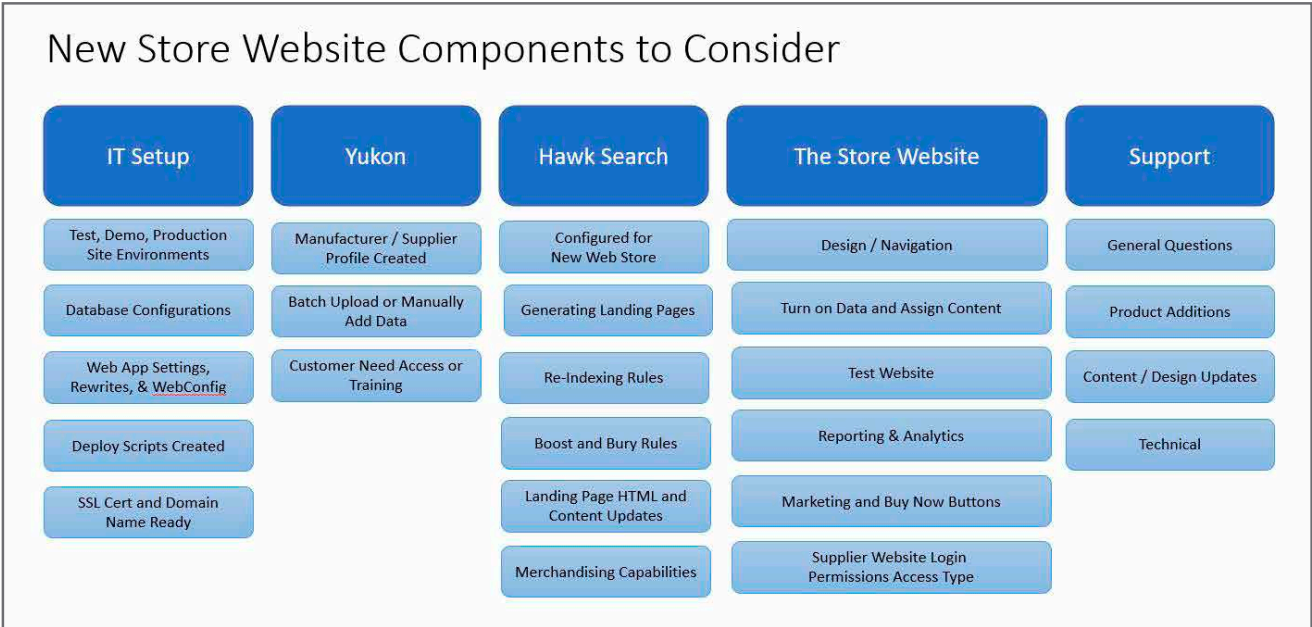 New Store Website Components to Consider
IT Setup
Test, Demo, Production
Site Environments
Database Configurations
Web App Settings,
Rewrites, & WebConfig
Deploy Scripts Created
SSL Cert and Domain
Name Ready
Yukon
Manufacturer / Supplier
Profile Created
Batch Upload or Manually
Add Data
Customer Need Access or
Training
Hawk Search
Configured for
New Web Store
Generating Landing Pages
Re-Indexing Rules
Boost and Bury Rules
Landing Page HTML and
Content Updates
Merchandising Capabilities
The Store Website
Design / Navigation
Turn on Data and Assign Content
Test Website
Reporting & Analytics
Marketing and Buy Now Buttons
Supplier Website Login
Permissions Access Type
Support
General Questions
Product Additions
Content / Design Updates
Technical